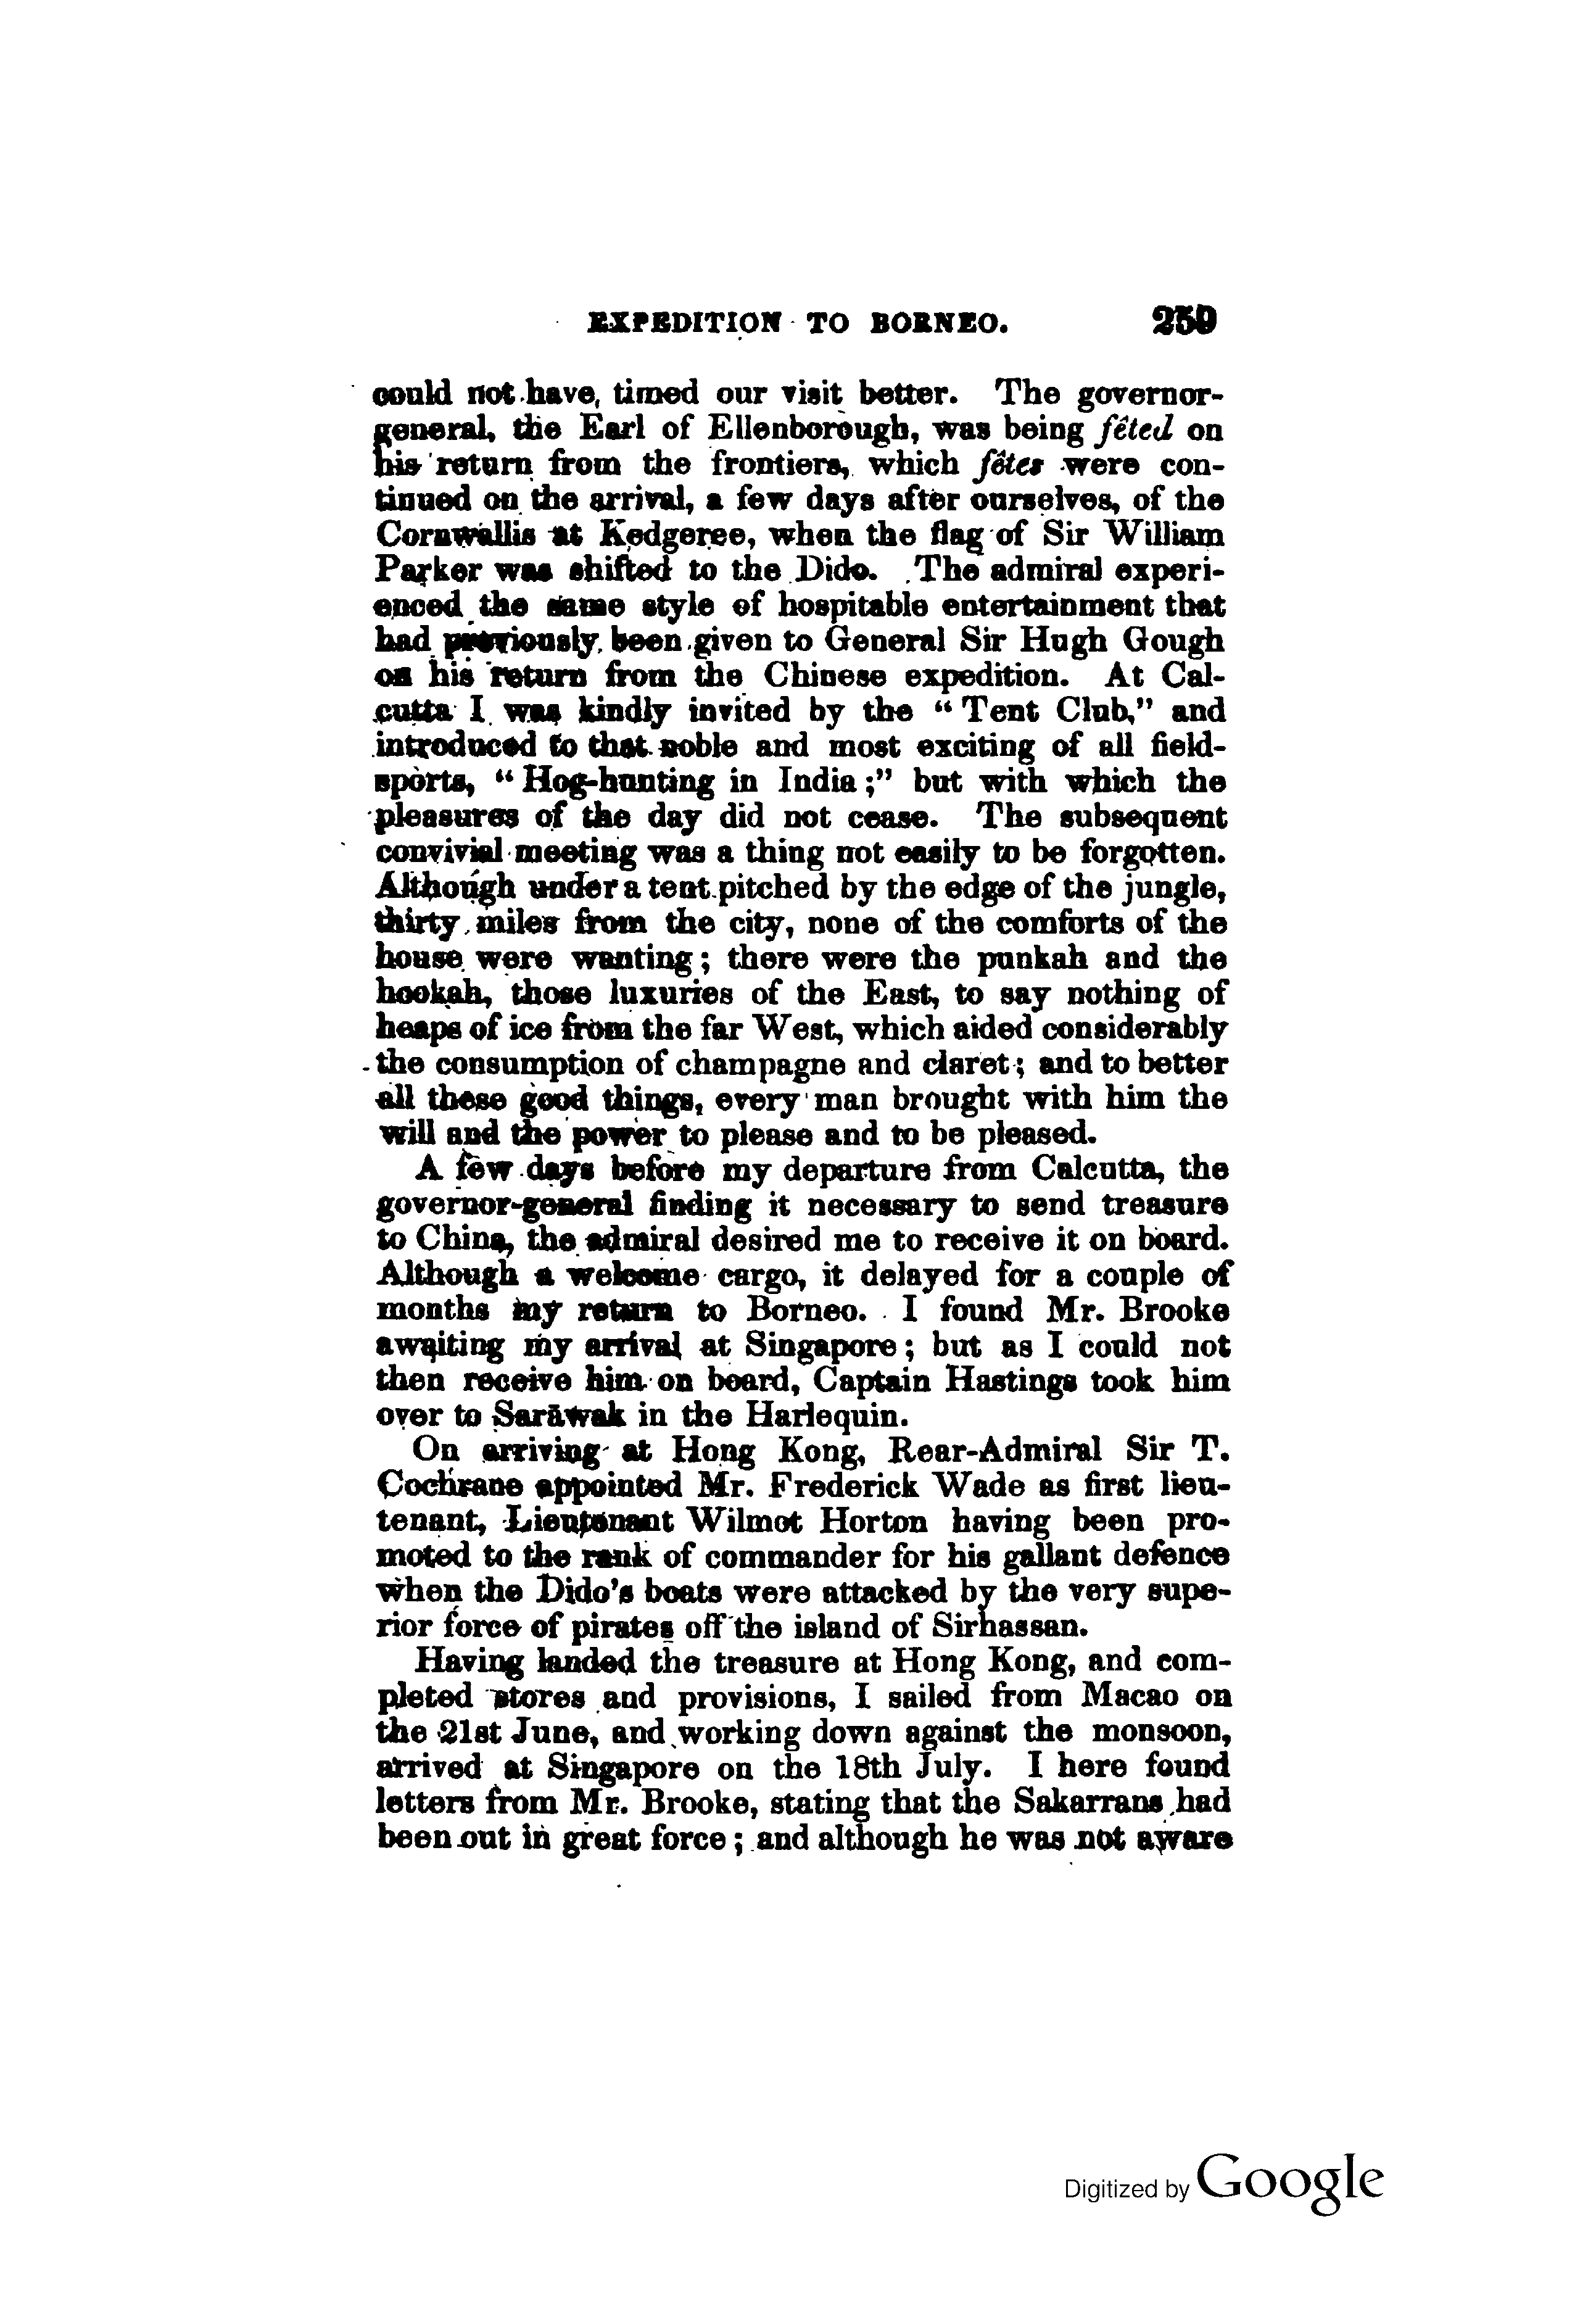 EXPEDITION TO BORNEO. 259
could not have timed our visit better. The governor-
general, the Earl of Ellenborough, was being fêted on
his return from the frontiers, which fêtes were con-
tinued on the arrival, a few days after ourselves, of the
Cornwallis at Kedgeree, when the flag of Sir William
Parker was shifted to the Dido. The admiral experi-
enced the same style of hospitable entertainment that
had previously been given to General Sir Hugh Gough
on his return from the Chinese expedition. At Cal-
cutta I was kindly invited by the “Tent Club,” and
introduced to that noble and most exciting of all field-
sports, “Hog-hunting in India;” but with which the
pleasures of the day did not cease. The subsequent
convivial meeting was a thing not easily to be forgotten.
Although under a tent pitched by the edge of the jungle,
thirty miles from the city, none of the comforts of the
house were wanting; there were the punkah and the
hookah, those luxuries of the East, to say nothing of
heaps of ice from the far West, which aided considerably
the consumption of champagne and claret; and to better
all these good things, every man brought with him the
will and the power to please and to be pleased.
A few days before my departure from Calcutta, the
governor-general finding it necessary to send treasure
to China, the admiral desired me to receive it on board.
Although a welcome cargo, it delayed for a couple of
months my return to Borneo. I found Mr. Brooke
awaiting my arrival at Singapore; but as I could not
then receive him on board, Captain Hastings took him
over to Sarāwak in the Harlequin.
On arriving at Hong Kong, Rear-Admiral Sir T.
Cochrane appointed Mr. Frederick Wade as first lieu-
tenant, Lieutenant Wilmot Horton having been pro-
moted to the rank of commander for his gallant defence
when the Dido's boats were attacked by the very supe-
rior force of pirates off the island of Sirhassan.
Having landed the treasure at Hong Kong, and com-
pleted stores and provisions, I sailed from Macao on
the 21st June, and working down against the monsoon,
arrived at Singapore on the 18th July. I here found
letters from Mr. Brooke, stating that the Sakarrans had
been out in great force; and although he was not aware
Digitized by Google